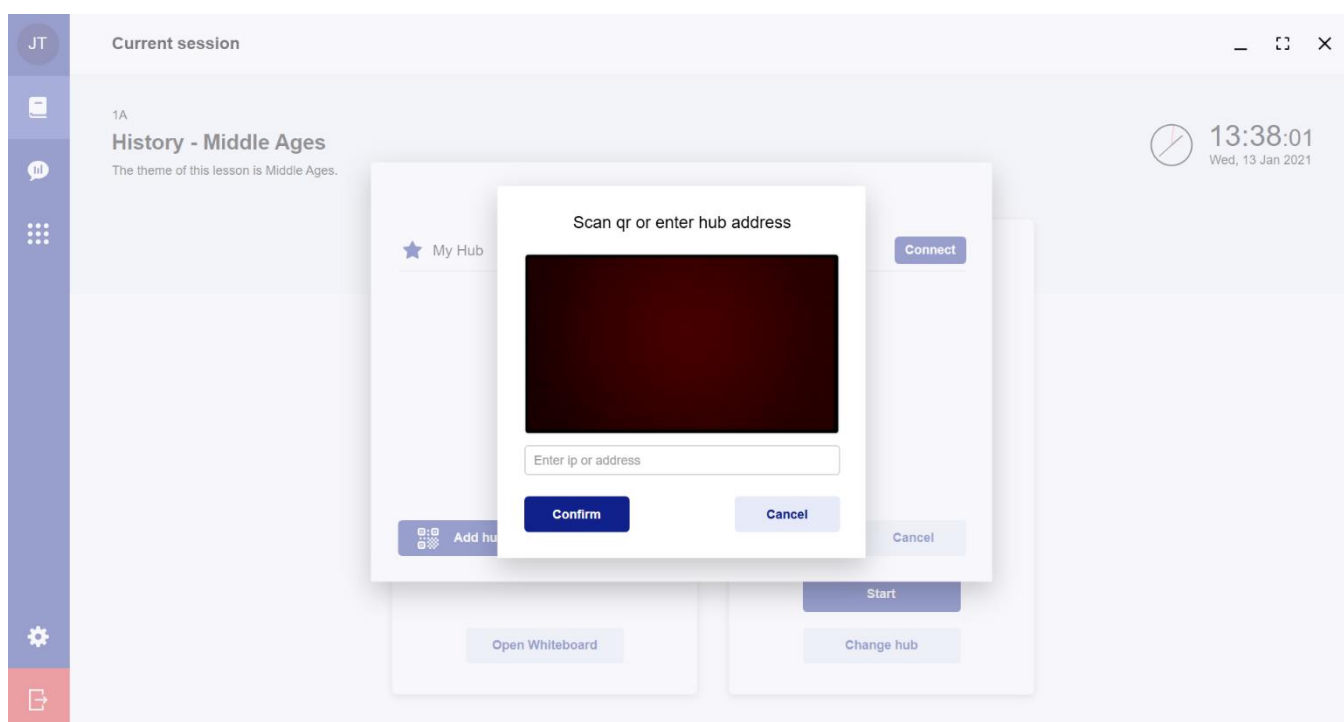 JT
Current session
1A
History - Middle Ages
The theme of this lesson is Middle Ages.
13:38:01
Wed, 13 Jan 2021
Scan qr or enter hub address
My Hub
Connect
Enter ip or address
Confirm
Cancel
Add hu
Cancel
Start
Open Whiteboard
Change hub